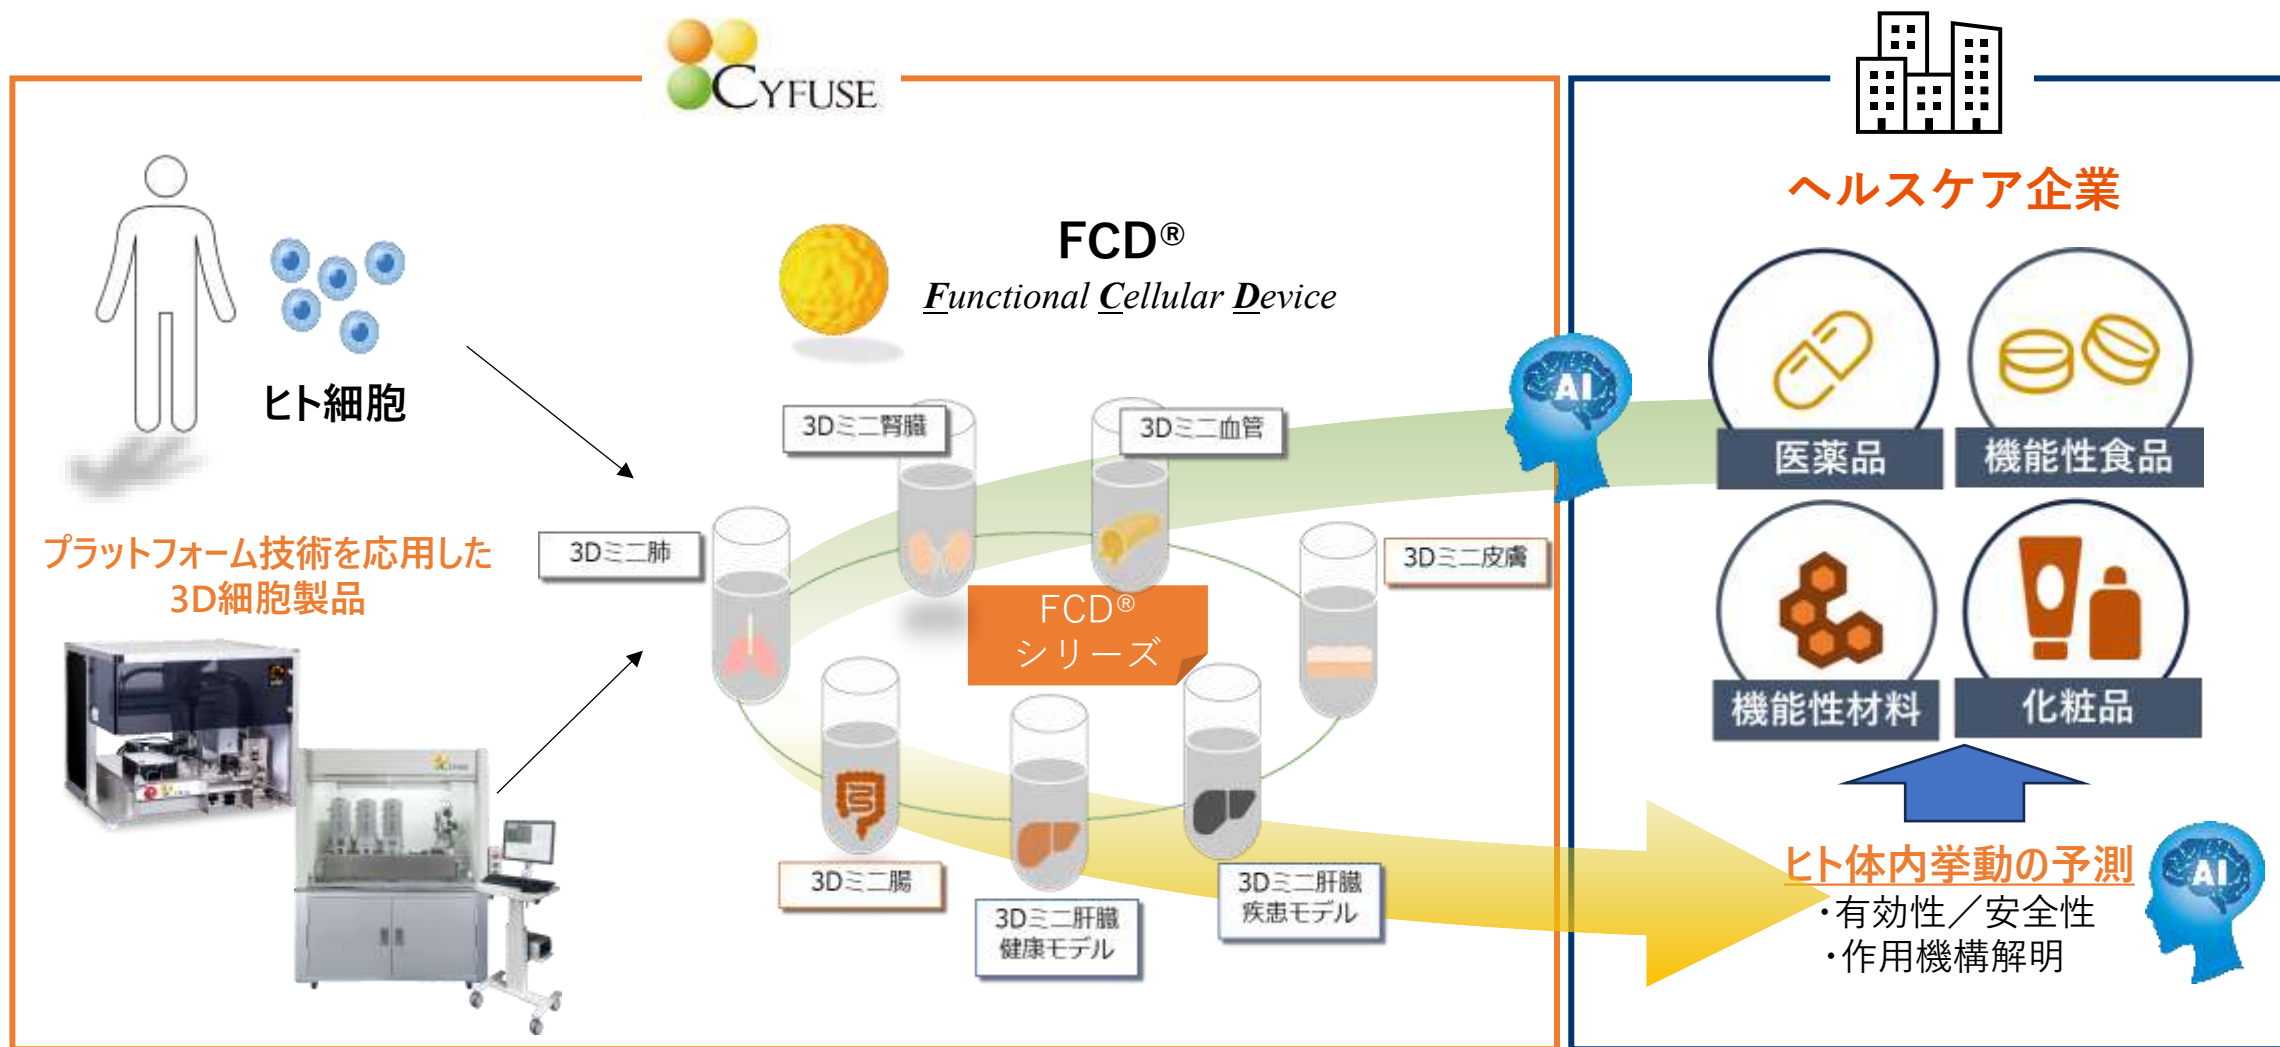 CYFUSE
ヒト細胞
プラットフォーム技術を応用した
3D細胞製品
CYFUSE
FCD®
Functional Cellular Device
3Dミニ腎臓
3Dミニ血管
3Dミニ肺
3Dミニ皮膚
FCD®
シリーズ
3Dミニ腸
3Dミニ肝臓
健康モデル
3Dミニ肝臓
疾患モデル
AI
ヘルスケア企業
医薬品
機能性食品
機能性材料
化粧品
ヒト体内挙動の予測
・有効性／安全性
・作用機構解明
AI